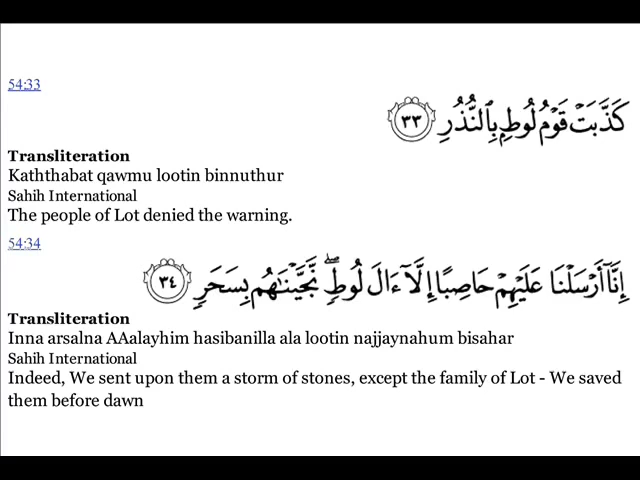 54:33
كَذَّبَتْ قَوْمُ لُوطٍ بِٱلنُّذُرِ ٣٣
Transliteration
Kaththabat qawmu lootin binnuthur
Sahih International
The people of Lot denied the warning.
54:34
إِنَّآ أَرْسَلْنَا عَلَيْهِمْ حَاصِبًا إِلَّآ ءَالَ لُوطٍۖ نَّجَّيْنَٰهُم بِسَحَرٍ ٣٤
Transliteration
Inna arsalna AAalayhim hasibanilla ala lootin najjaynahum bisahar
Sahih International
Indeed, We sent upon them a storm of stones, except the family of Lot - We saved
them before dawn